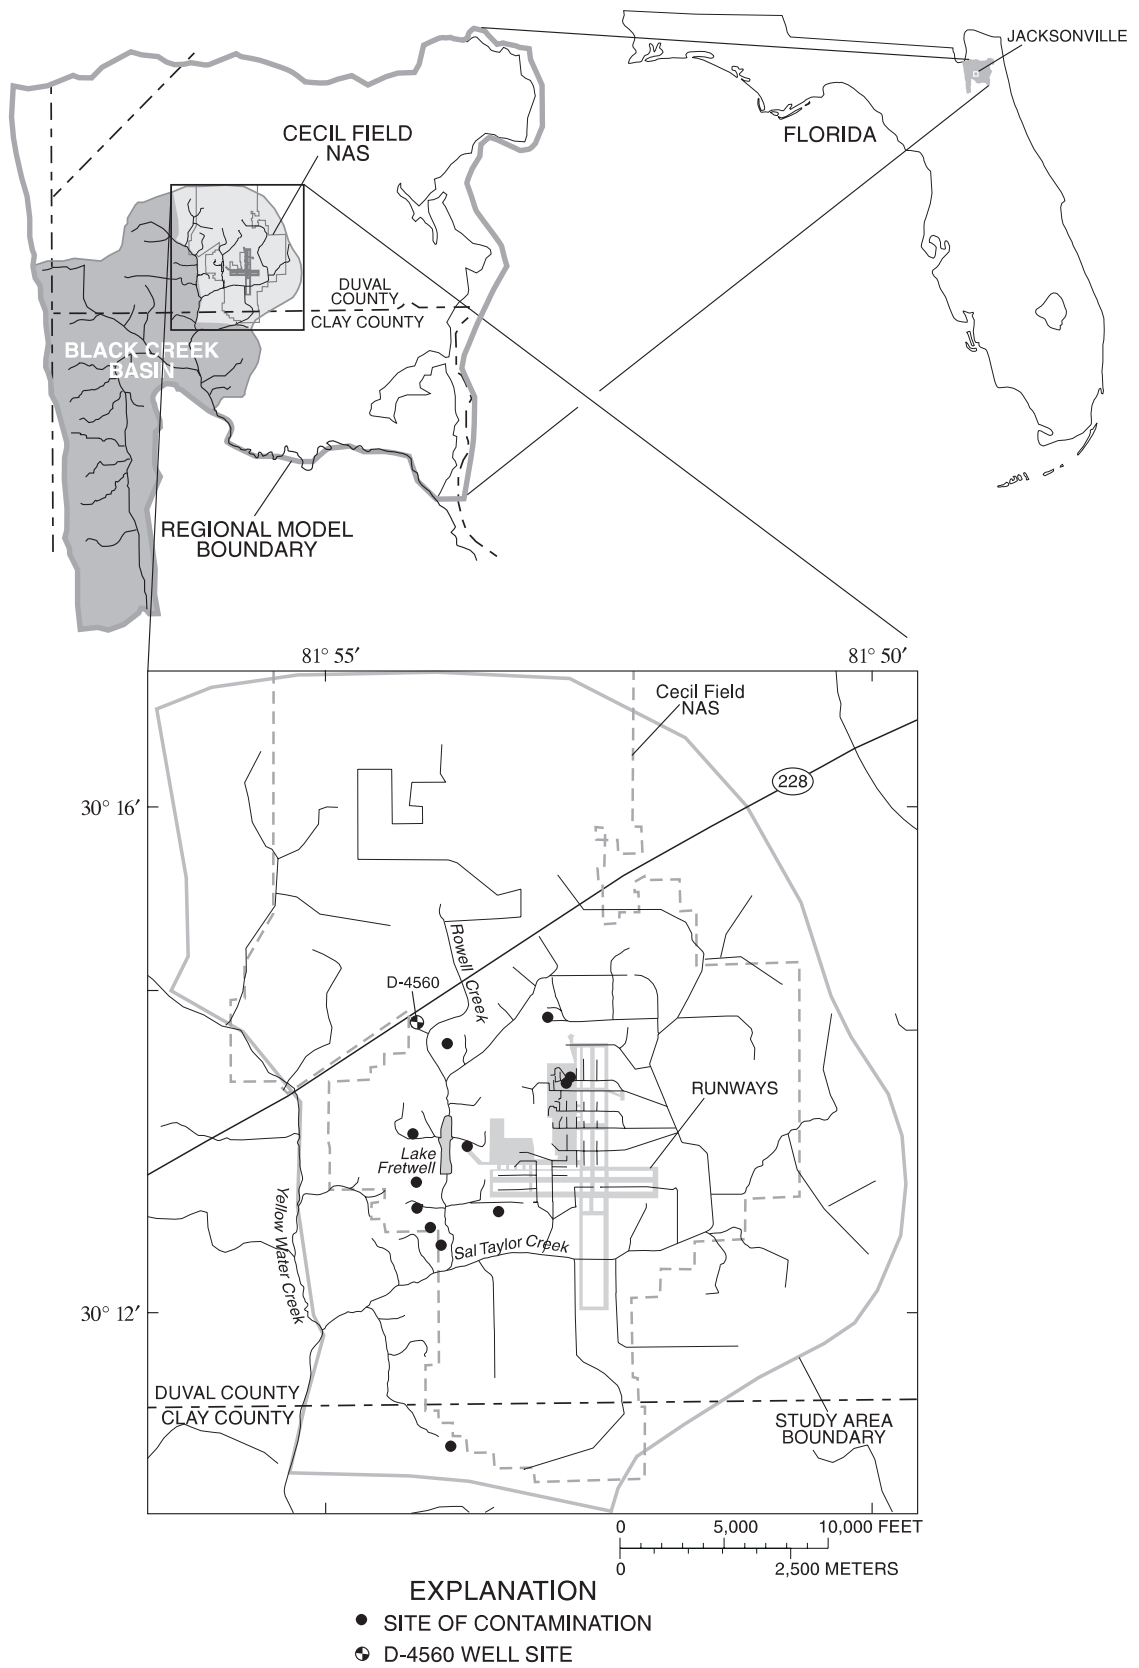 JACKSONVILLE
FLORIDA
CECIL FIELD
NAS
DUVAL
COUNTY
CLAY COUNTY
BLACK CREEK
BASIN
REGIONAL MODEL
BOUNDARY
81° 55′
81° 50′
Cecil Field
NAS
228
30° 16′
Rowell Creek
D-4560
RUNWAYS
Lake
Fretwell
Yellow Water Creek
Sal Taylor Creek
30° 12′
DUVAL COUNTY
CLAY COUNTY
STUDY AREA
BOUNDARY
0 5,000 10,000 FEET
0 2,500 METERS
EXPLANATION
SITE OF CONTAMINATION
D-4560 WELL SITE